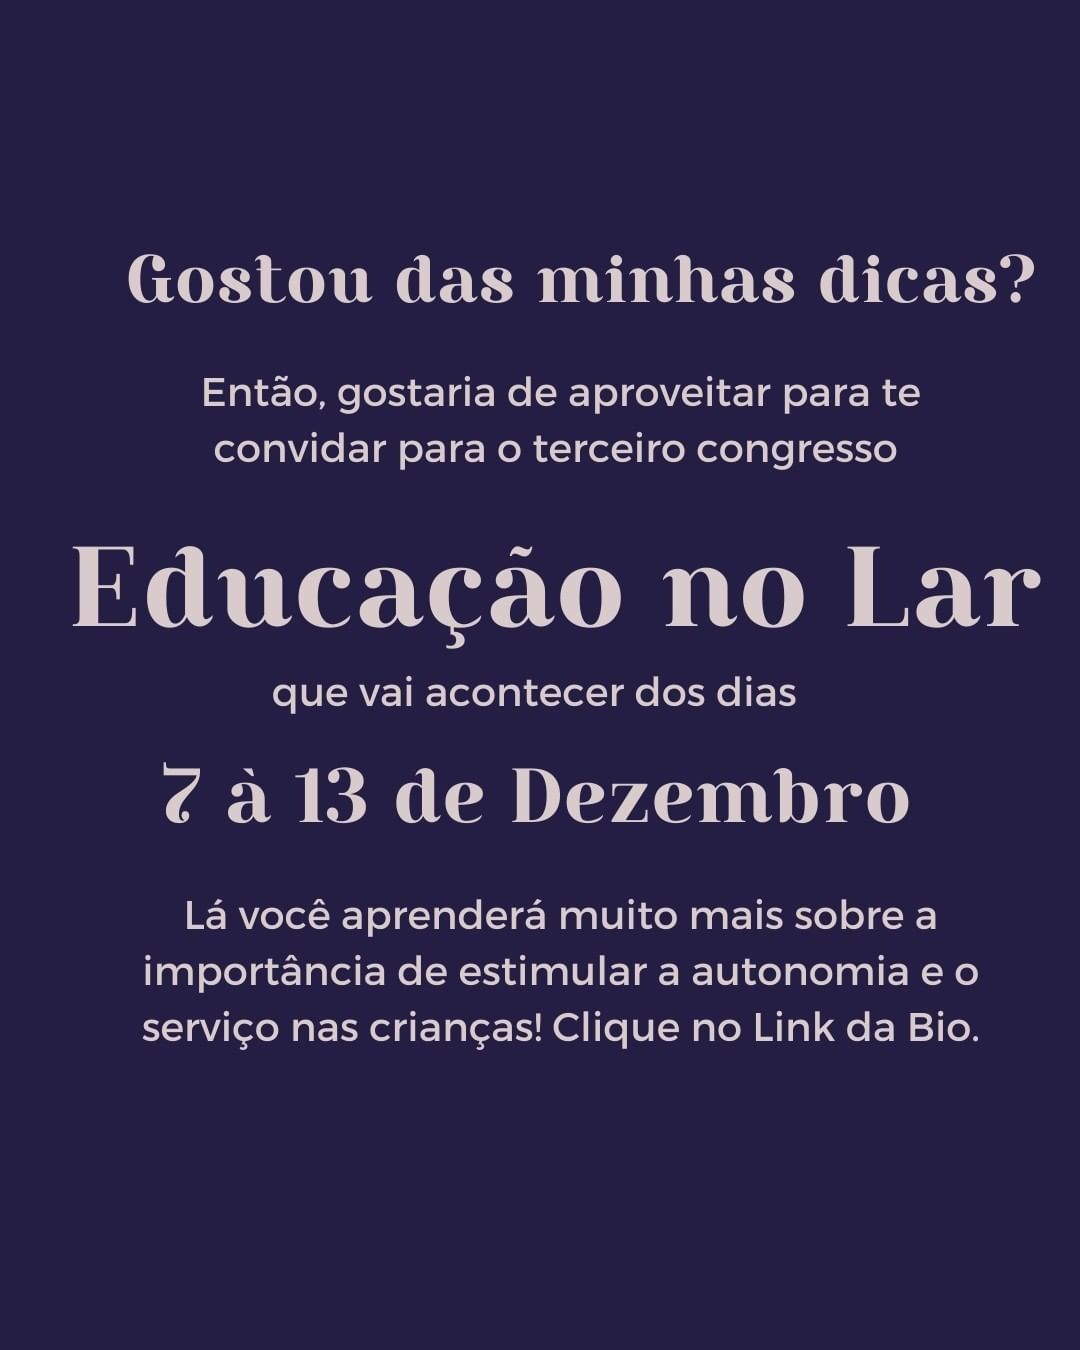 Gostou das minhas dicas?
Então, gostaria de aproveitar para te
convidar para o terceiro congresso
Educação no Lar
que vai acontecer dos dias
7 à 13 de Dezembro
Lá você aprenderá muito mais sobre a
importância de estimular a autonomia e o
serviço nas crianças! Clique no Link da Bio.